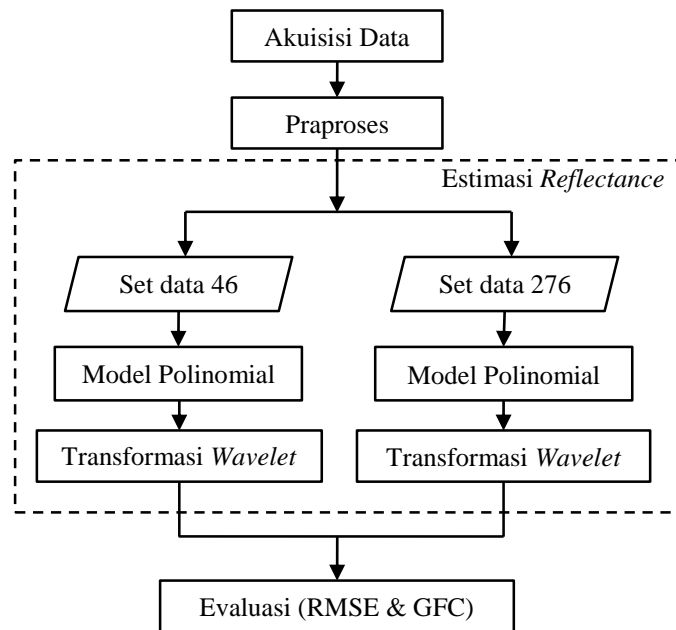 Akuisisi Data
Praproses
Estimasi Reflectance
Set data 46
Set data 276
Model Polinomial
Model Polinomial
Transformasi Wavelet
Transformasi Wavelet
Evaluasi (RMSE & GFC)